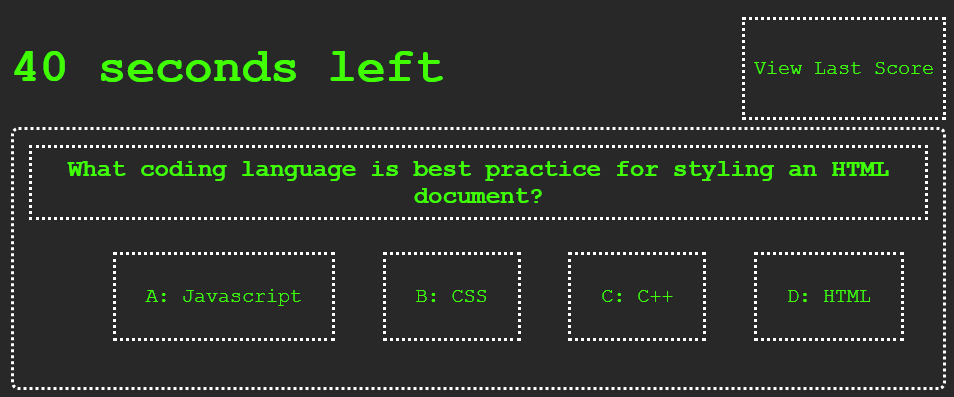 40 seconds left
View Last Score
What coding language is best practice for styling an HTML
document?
A: Javascript
B: CSS
C: C++
D: HTML